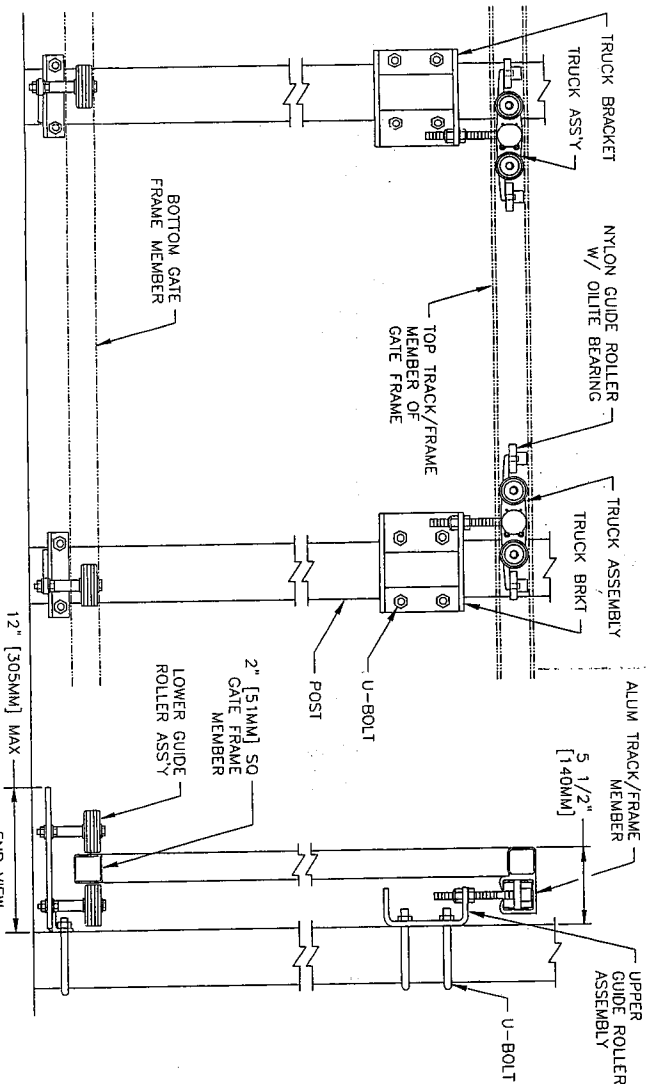 TRUCK BRACKET
TRUCK ASS'Y
NYLON GUIDE ROLLER
W/ OILITE BEARING
TRUCK ASSEMBLY
TRUCK BRKT
TOP TRACK/FRAME
MEMBER OF
GATE FRAME
BOTTOM GATE
FRAME MEMBER
U-BOLT
POST
ALUM TRACK/FRAME
MEMBER
5 1/2"
[140MM]
UPPER
GUIDE ROLLER
ASSEMBLY
U-BOLT
2" [51MM] SQ
GATE FRAME
MEMBER
LOWER GUIDE
ROLLER ASS'Y
12" [305MM] MAX
END VIEW